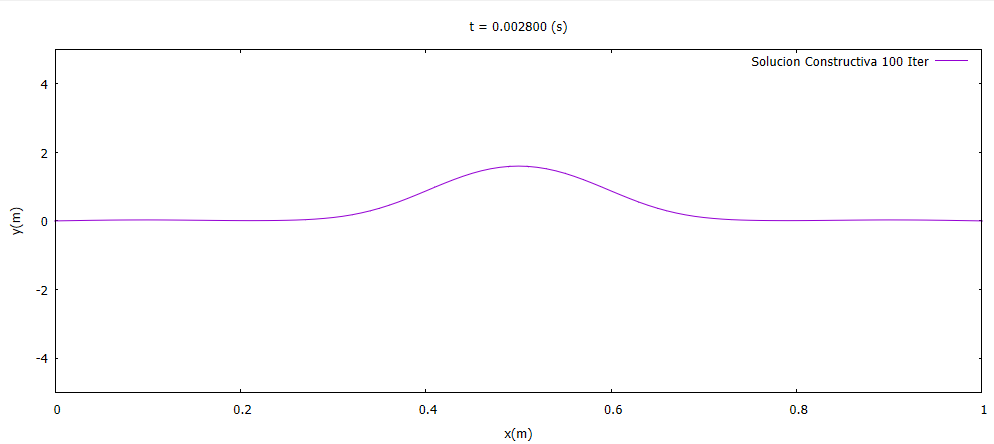 t = 0.002800 (s)
Solucion Constructiva 100 Iter
4
2
0
-2
-4
y(m)
0 0.2 0.4 0.6 0.8 1
x(m)